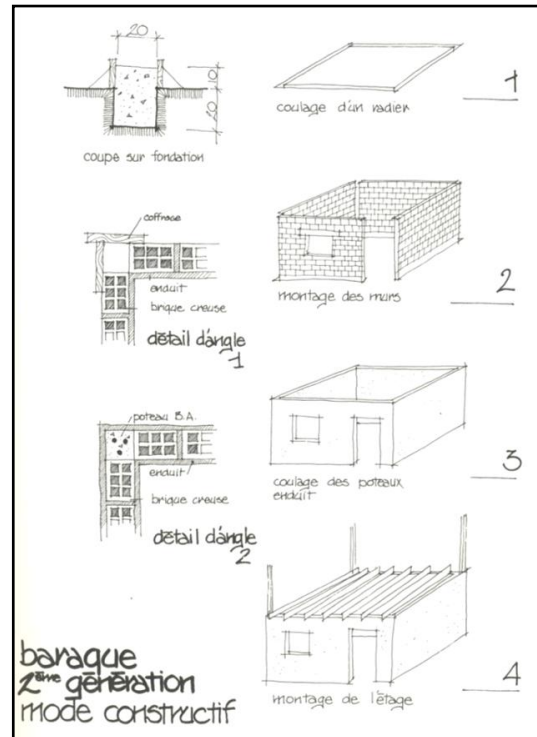 20
10
20
coupe sur fondation
coulage d'un radier
1
coffrage
enduit
brique creuse
détail d'angle
1
montage des murs
2
poteau B.A.
enduit
brique creuse
détail d'angle
2
coulage des poteaux
enduit
3
montage de l'étage
4
baraque
2ème génération
mode constructif